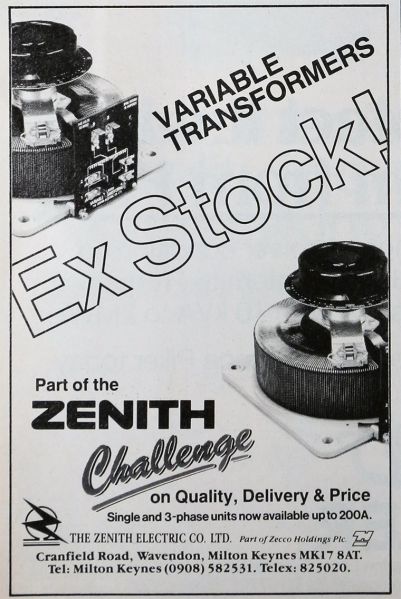 VARIABLE
TRANSFORMERS
Ex Stock!
Part of the
ZENITH
Challenge
on Quality, Delivery & Price
Single and 3-phase units now available up to 200A.
THE ZENITH ELECTRIC CO. LTD. Part of Zecco Holdings Plc.
Cranfield Road, Wavendon, Milton Keynes MK17 8AT.
Tel: Milton Keynes (0908) 582531. Telex: 825020.